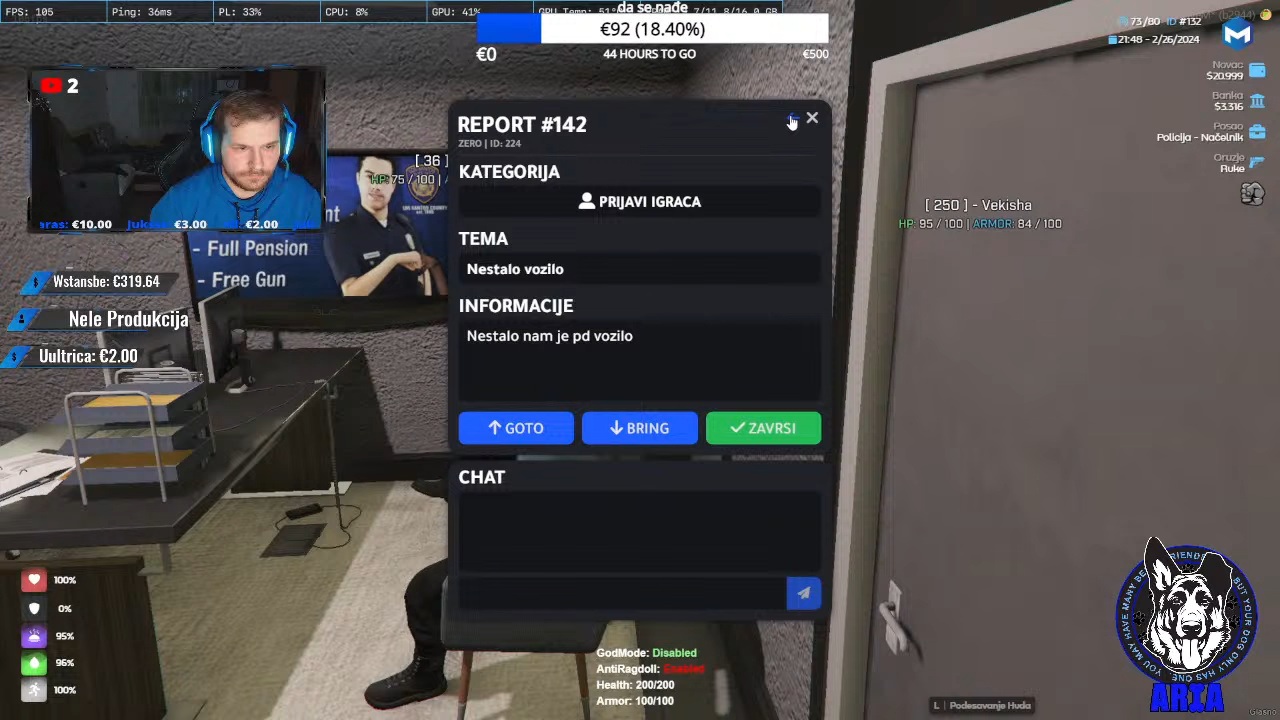 FPS: 105
Ping: 36ms
PL: 33%
CPU: 8%
GPU: 41%
da se nađe
€92 (18.40%)
€0
44 HOURS TO GO
€500
73/80 ID #132
21:48 - 2/26/2024
Novac
$20.999
Banka
$3.316
Posao
Policija - Načelnik
Oruzje
Ruke
2
€10.00
€3.00
€2.00
[ 36 ]
HP: 75 / 100 |
- Full Pension
- Free Gun
Wstansbe: €319.64
Nele Produkcija
Uultrica: €2.00
REPORT #142
ZERO | ID: 224
KATEGORIJA
PRIJAVI IGRACA
TEMA
Nestalo vozilo
INFORMACIJE
Nestalo nam je pd vozilo
GOTO
BRING
ZAVRSI
CHAT
[ 250 ] - Vekisha
HP: 95 / 100 | ARMOR: 84 / 100
100%
0%
95%
96%
100%
GodMode: Disabled
AntiRagdoll: Enabled
Health: 200/200
Armor: 100/100
L | Podesavanje Huda
ARIA
Glasno